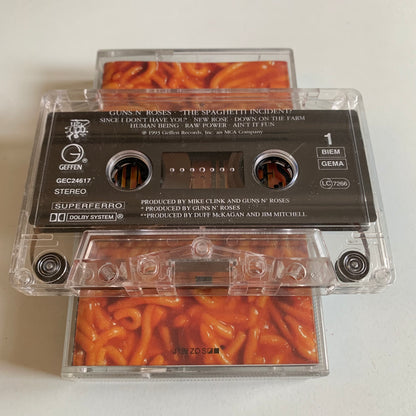 GUNS N' ROSES "THE SPAGHETTI INCIDENT?"
SINCE I DON'T HAVE YOU* · NEW ROSE · DOWN ON THE FARM
HUMAN BEING · RAW POWER · AIN'T IT FUN
℗ 1993 Geffen Records, Inc. an MCA Company
1
GEFFEN
BIEM
GEMA
GEC24617
STEREO
LC 7266
SUPERFERRO
DOLBY SYSTEM ®
PRODUCED BY MIKE CLINK AND GUNS N' ROSES
* PRODUCED BY GUNS N' ROSES
**PRODUCED BY DUFF McKAGAN AND JIM MITCHELL